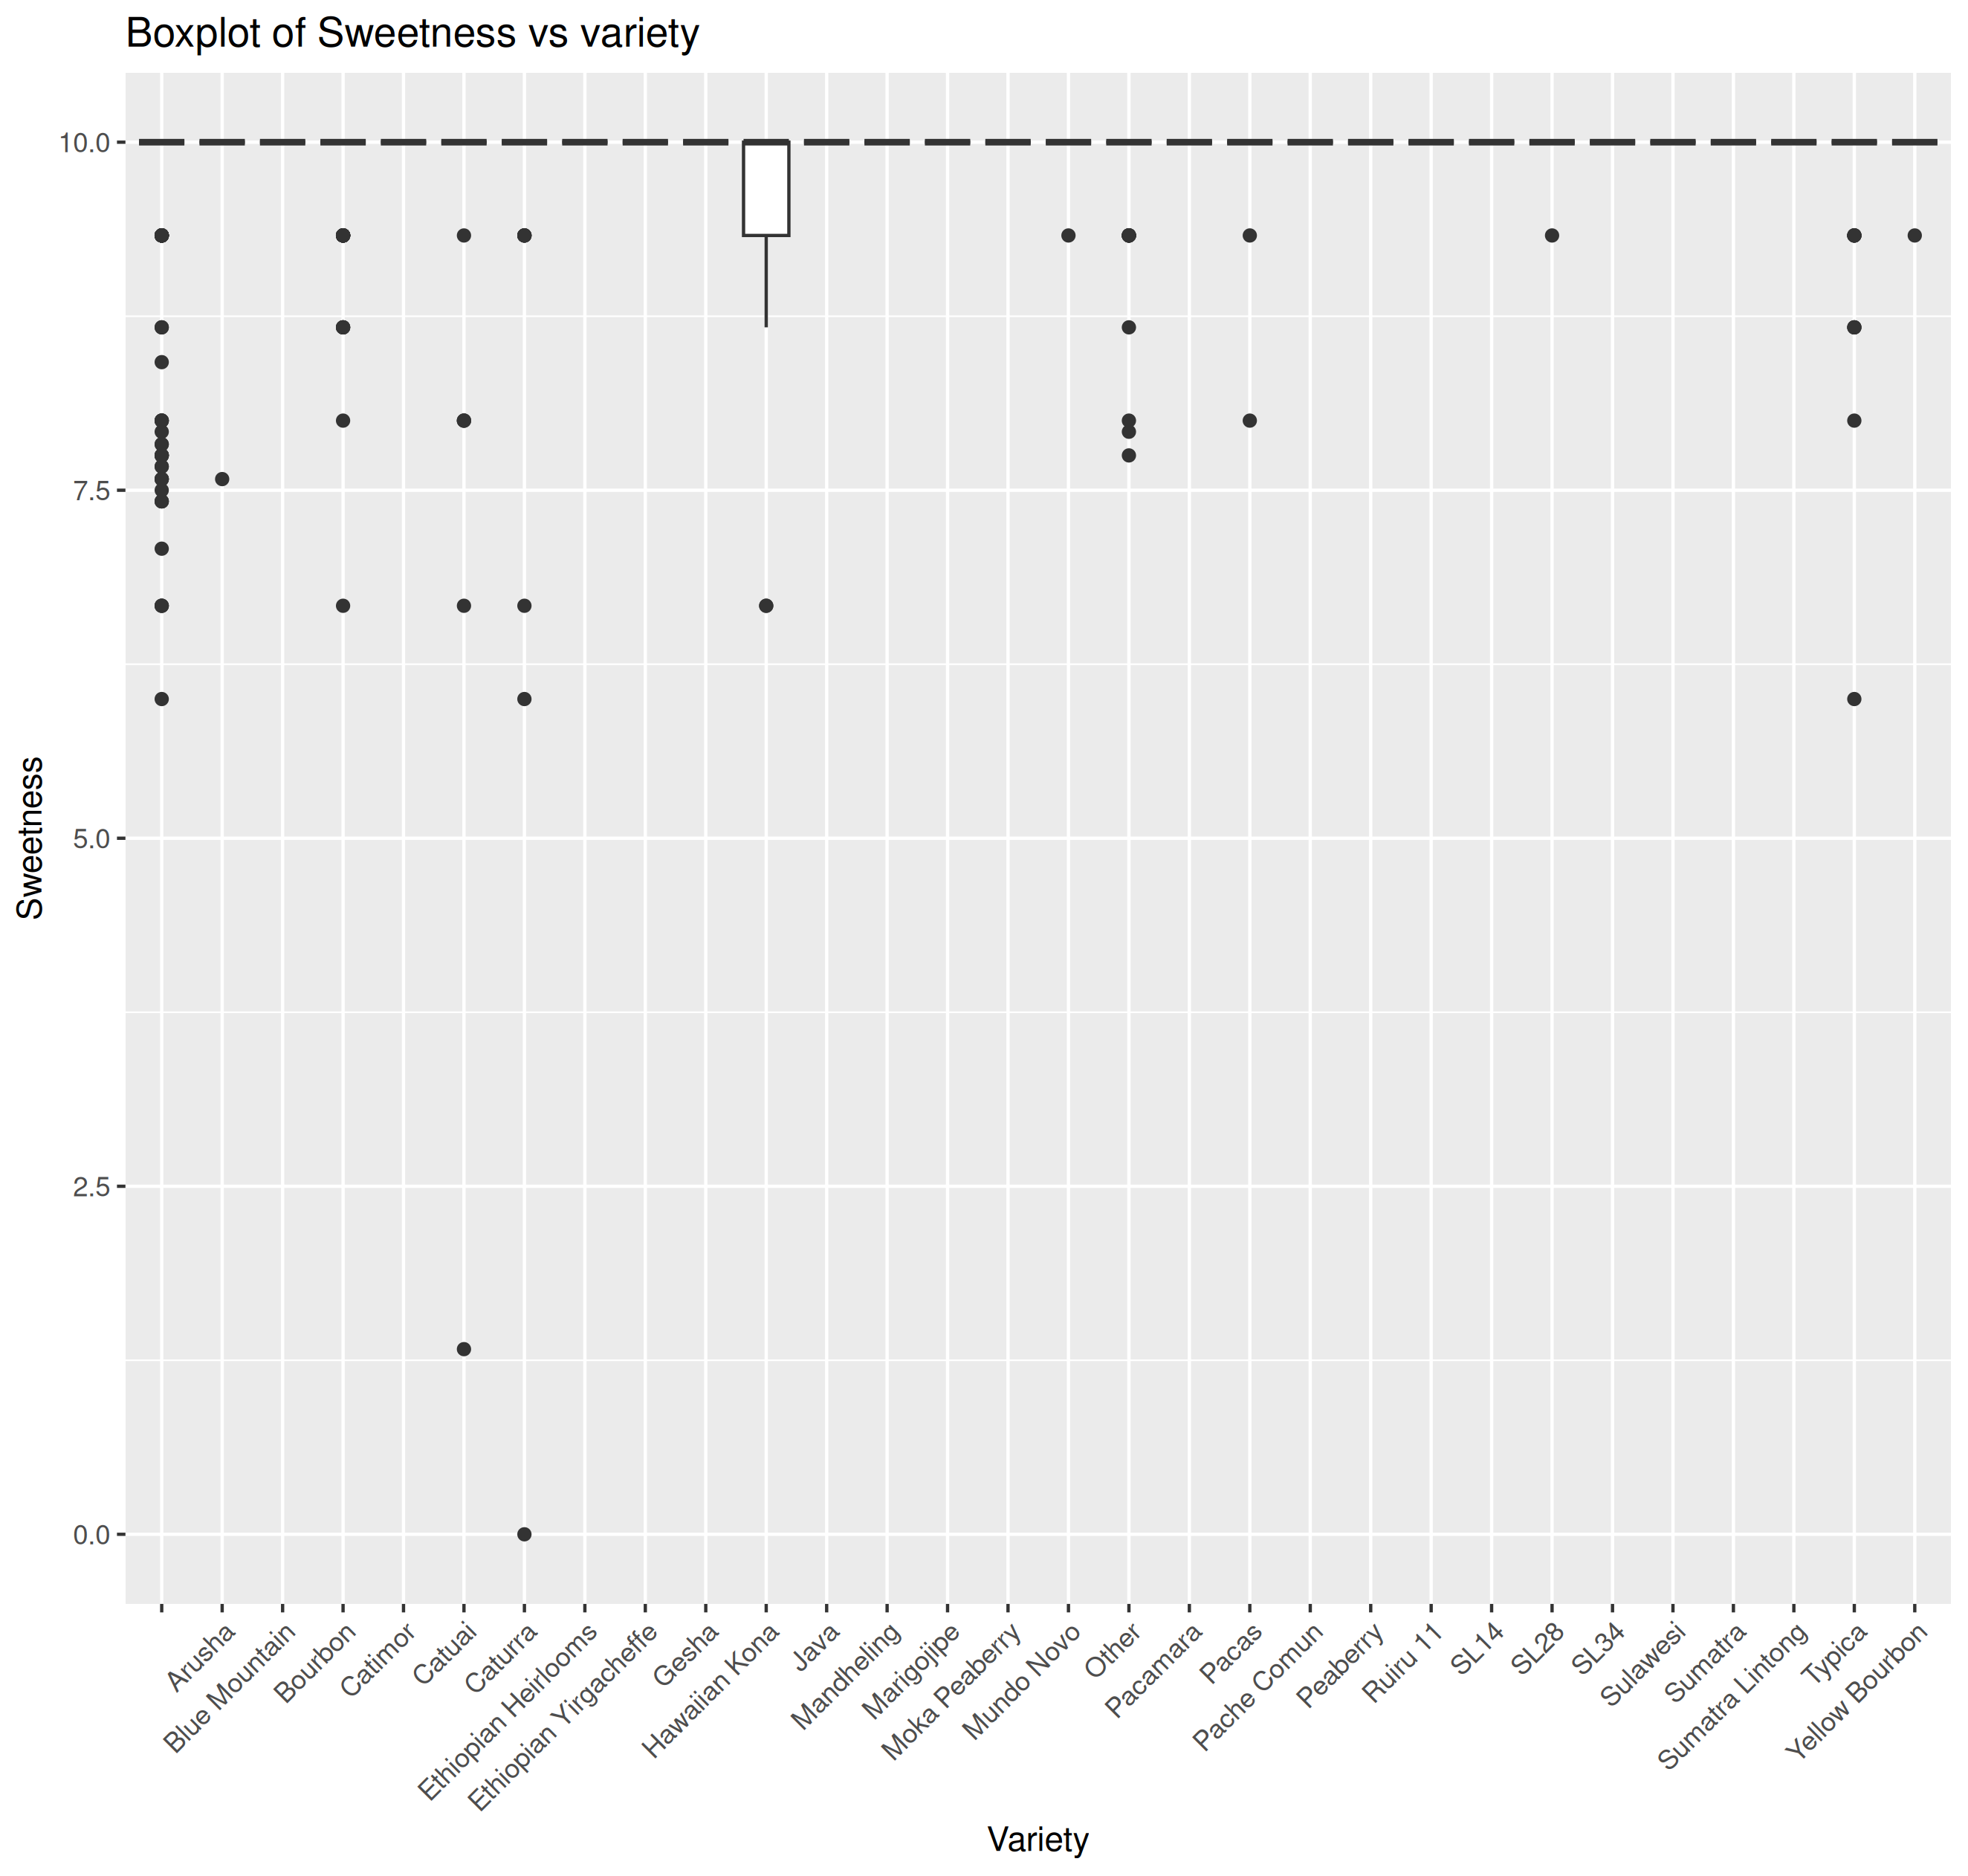 Boxplot of Sweetness vs variety
Sweetness
10.0
7.5
5.0
2.5
0.0
Arusha
Blue Mountain
Bourbon
Catimor
Catuai
Caturra
Ethiopian Heirlooms
Ethiopian Yirgacheffe
Gesha
Hawaiian Kona
Java
Mandheling
Marigojipe
Moka Peaberry
Mundo Novo
Other
Pacamara
Pacas
Pache Comun
Peaberry
Ruiru 11
SL14
SL28
SL34
Sulawesi
Sumatra
Sumatra Lintong
Typica
Yellow Bourbon
Variety